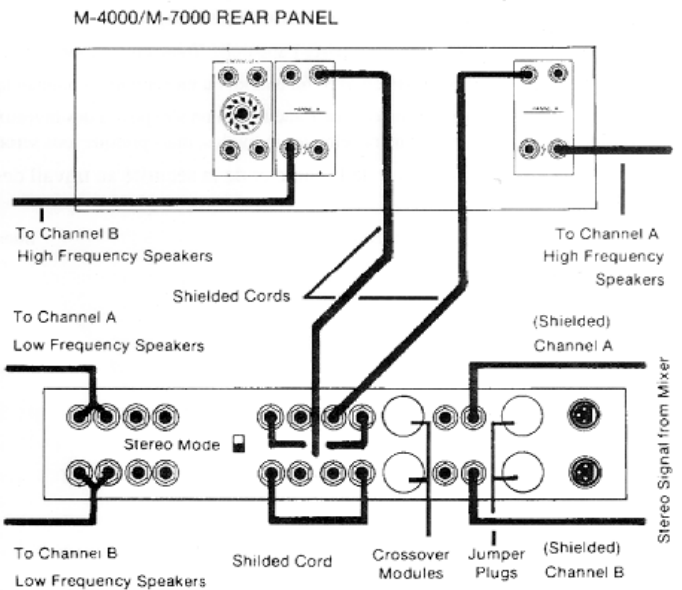 M-4000/M-7000 REAR PANEL
To Channel B
High Frequency Speakers
To Channel A
High Frequency
Speakers
Shielded Cords
To Channel A
Low Frequency Speakers
(Shielded)
Channel A
Stereo Mode
Stereo Signal from Mixer
To Channel B
Low Frequency Speakers
Shilded Cord
Crossover
Modules
Jumper
Plugs
(Shielded)
Channel B